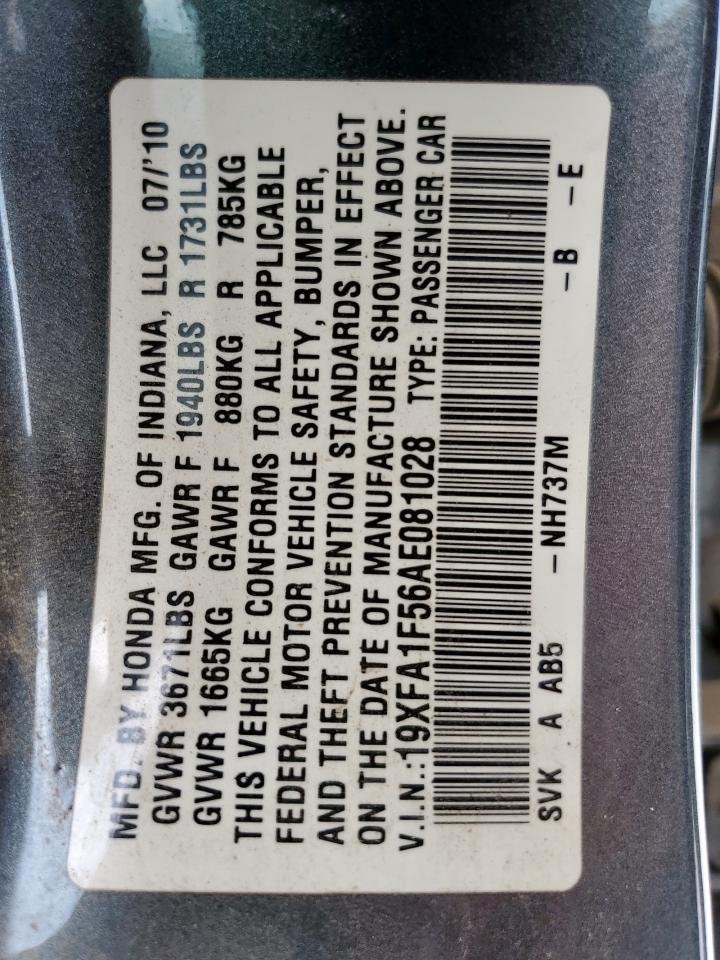 MFD. BY HONDA MFG. OF INDIANA, LLC 07/'10
GVWR 3671LBS GAWR F 1940LBS R 1731LBS
GVWR 1665KG GAWR F 880KG R 785KG
THIS VEHICLE CONFORMS TO ALL APPLICABLE
FEDERAL MOTOR VEHICLE SAFETY, BUMPER,
AND THEFT PREVENTION STANDARDS IN EFFECT
ON THE DATE OF MANUFACTURE SHOWN ABOVE.
V.I.N.:19XFA1F56AE081028 TYPE: PASSENGER CAR
SVK A AB5 -NH737M -B -E